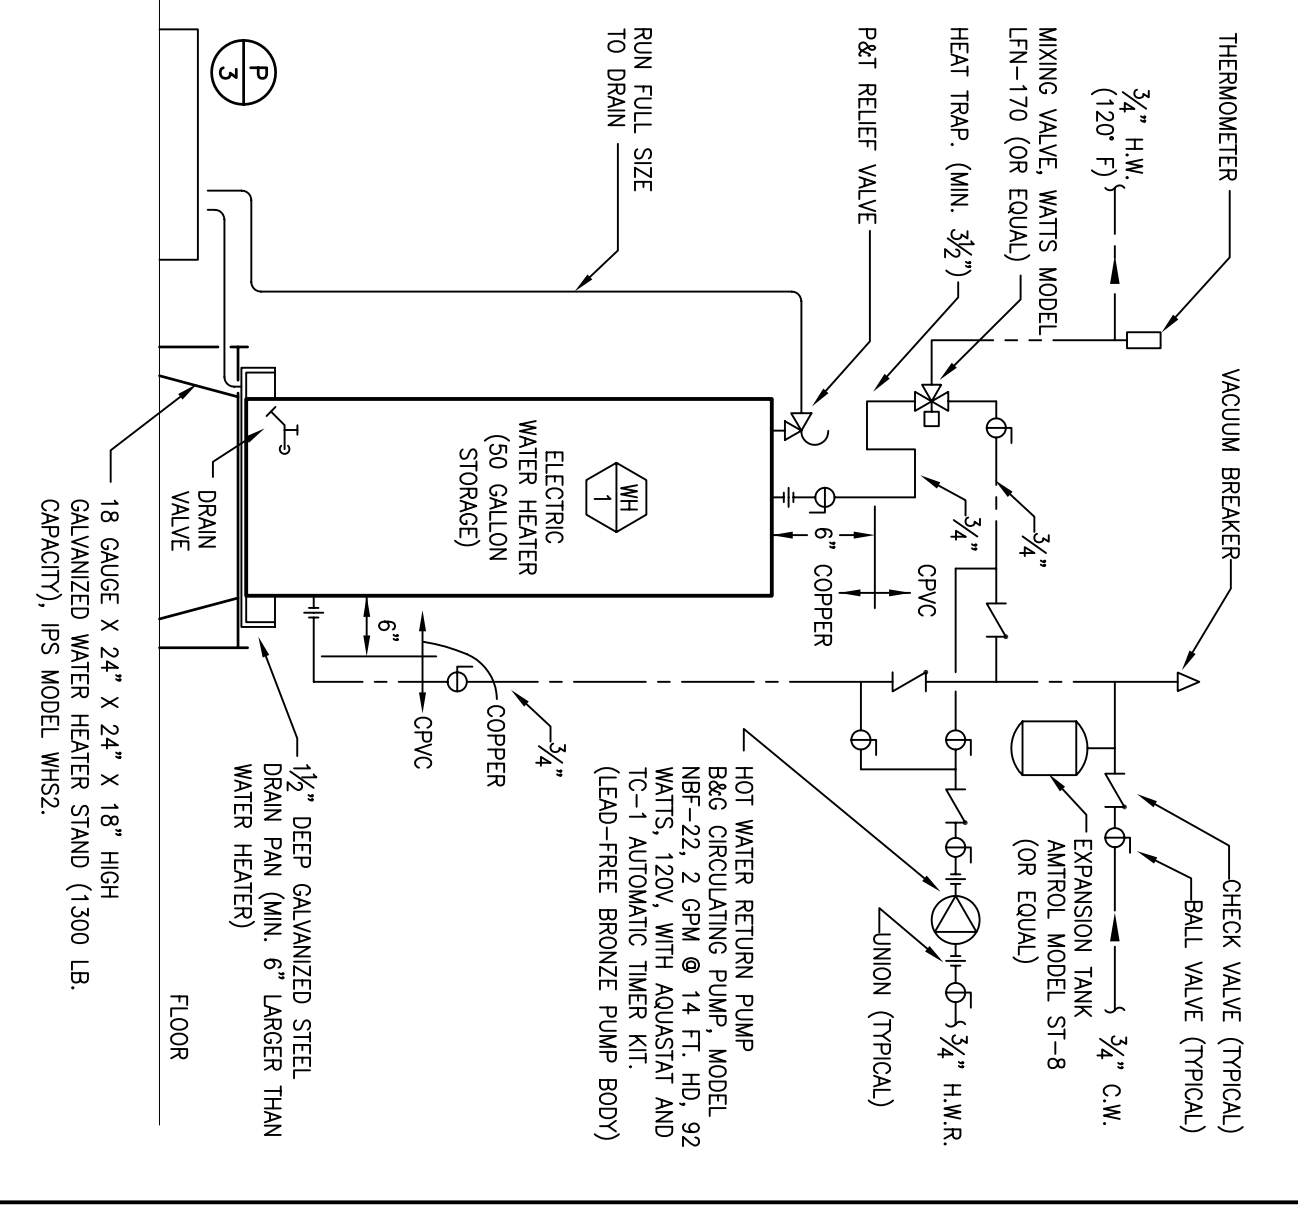 THERMOMETER
3/4" H.W.
(120° F)
MIXING VALVE, WATTS MODEL
LFN-170 (OR EQUAL)
HEAT TRAP. (MIN. 3½")
P&T RELIEF VALVE
RUN FULL SIZE
TO DRAIN
P
3
VACUUM BREAKER
3/4"
3/4"
CPVC
6"
COPPER
WH
1
ELECTRIC
WATER HEATER
(50 GALLON
STORAGE)
DRAIN
VALVE
6"
COPPER
CPVC
3/4"
CHECK VALVE (TYPICAL)
BALL VALVE (TYPICAL)
3/4" C.W.
EXPANSION TANK
AMTROL MODEL ST-8
(OR EQUAL)
3/4" H.W.R.
UNION (TYPICAL)
HOT WATER RETURN PUMP
B&G CIRCULATING PUMP, MODEL
NBF-22, 2 GPM @ 14 FT. HD, 92
WATTS, 120V, WITH AQUASTAT AND
TC-1 AUTOMATIC TIMER KIT.
(LEAD-FREE BRONZE PUMP BODY)
1½" DEEP GALVANIZED STEEL
DRAIN PAN (MIN. 6" LARGER THAN
WATER HEATER)
18 GAUGE X 24" X 24" X 18" HIGH
GALVANIZED WATER HEATER STAND (1300 LB.
CAPACITY), IPS MODEL WHS2.
FLOOR